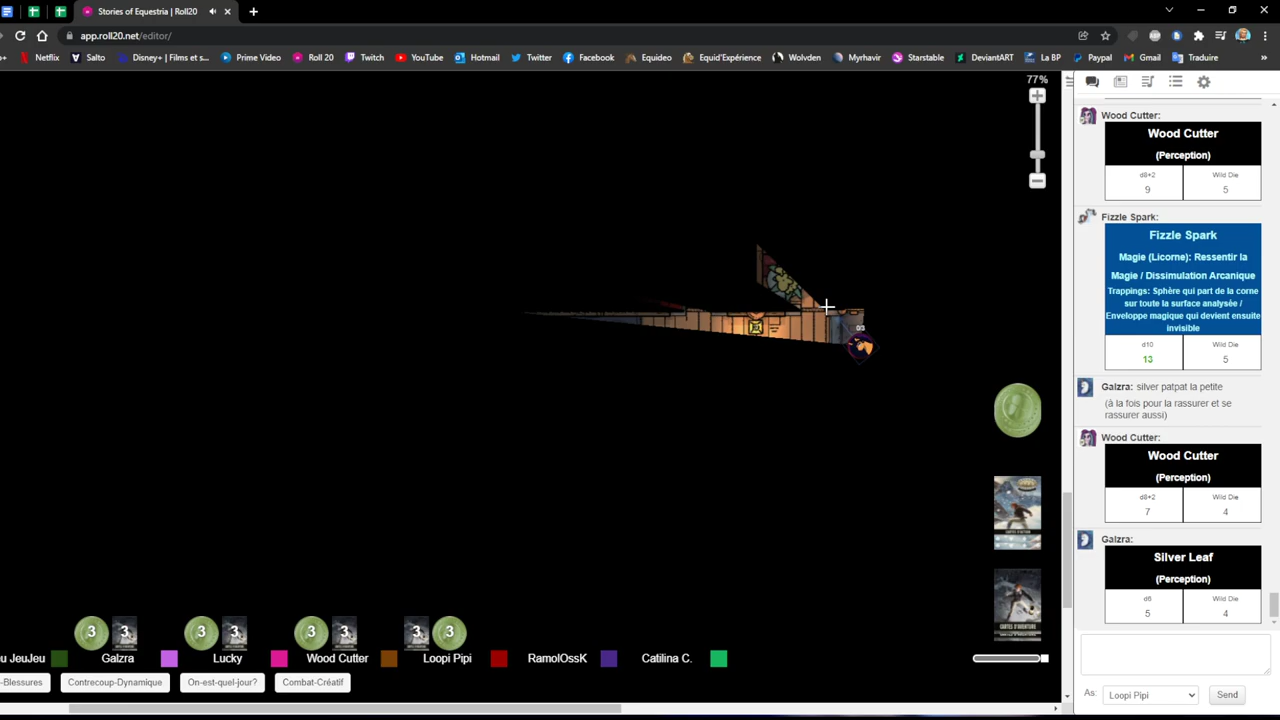 Stories of Equestria | Roll20
app.roll20.net/editor/
Netflix Salto Disney+ | Films et s... Prime Video Roll 20 Twitch YouTube Hotmail Twitter Facebook Equideo Equid'Expérience Wolvden Myrhavir Starstable DeviantART La BP Paypal Gmail Traduire »
77%
Wood Cutter:
Wood Cutter
(Perception)
d8+2 Wild Die
9 5
Fizzle Spark:
Fizzle Spark
Magie (Licorne): Ressentir la
Magie / Dissimulation Arcanique
Trappings: Sphère qui part de la corne
sur toute la surface analysée /
Enveloppe magique qui devient ensuite
invisible
d10 Wild Die
13 5
Galzra: silver patpat la petite
(à la fois pour la rassurer et se
rassurer aussi)
Wood Cutter:
Wood Cutter
(Perception)
d8+2 Wild Die
7 4
Galzra:
Silver Leaf
(Perception)
d6 Wild Die
5 4
0/3
CARTES D'AVENTURE
3 3 3 3 3 3 3 3
u JeuJeu Galzra Lucky Wood Cutter Loopi Pipi RamolOssK Catilina C.
-Blessures Contrecoup-Dynamique On-est-quel-jour? Combat-Créatif
As: Loopi Pipi Send